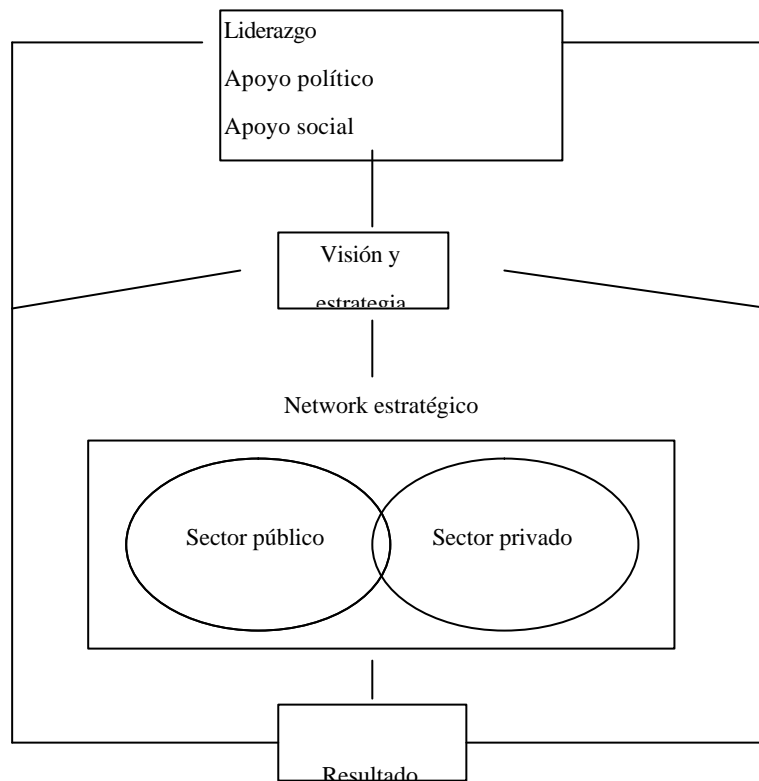 Liderazgo
Apoyo político
Apoyo social
Visión y
estrategia
Network estratégico
Sector público
Sector privado
Resultado